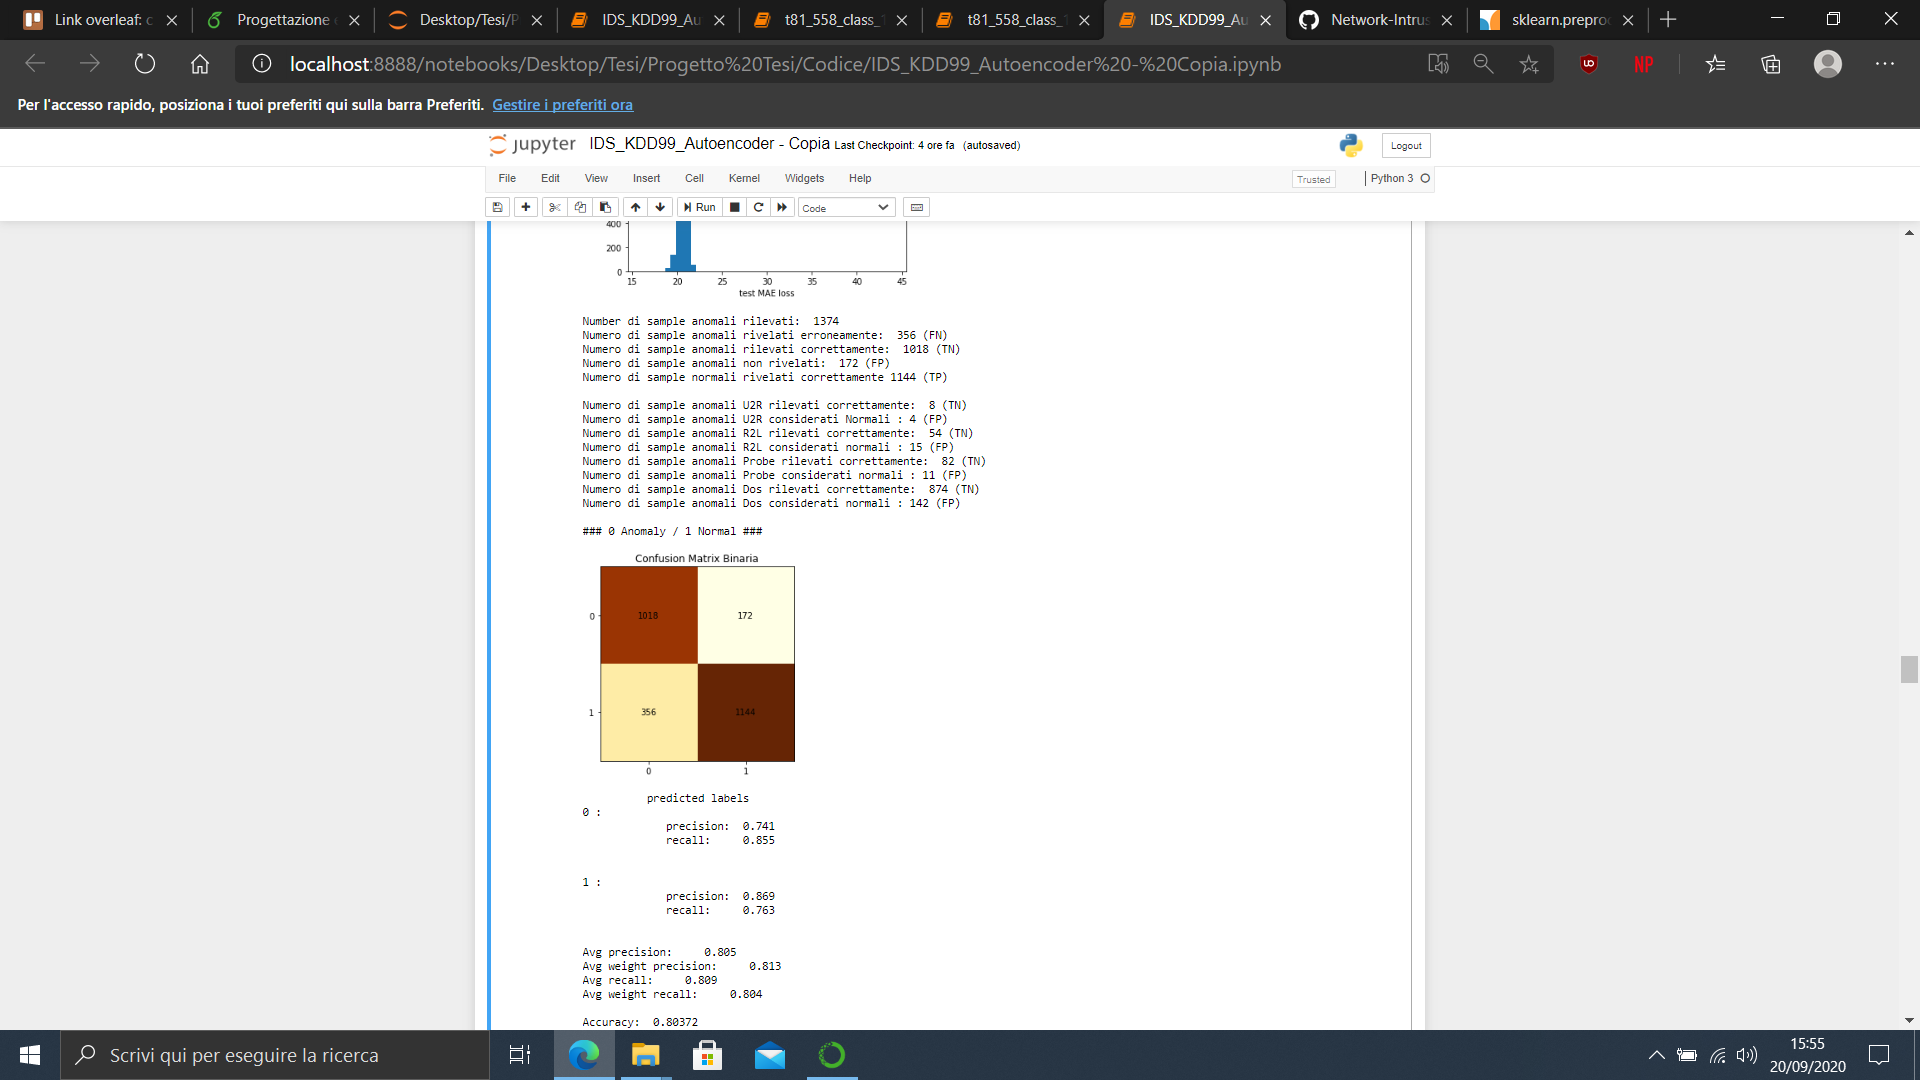 Link overleaf: c
Progettazione e
Desktop/Tesi/P
IDS_KDD99_Au
t81_558_class_1
t81_558_class_1
IDS_KDD99_Au
Network-Intrus
sklearn.preproc
localhost:8888/notebooks/Desktop/Tesi/Progetto%20Tesi/Codice/IDS_KDD99_Autoencoder%20-%20Copia.ipynb
NP
Per l'accesso rapido, posiziona i tuoi preferiti qui sulla barra Preferiti. Gestire i preferiti ora
jupyter IDS_KDD99_Autoencoder - Copia Last Checkpoint: 4 ore fa (autosaved)
Logout
File Edit View Insert Cell Kernel Widgets Help
Trusted
Python 3
Run
Code
400
200
0
15 20 25 30 35 40 45
test MAE loss
Number di sample anomali rilevati: 1374
Numero di sample anomali rivelati erroneamente: 356 (FN)
Numero di sample anomali rilevati correttamente: 1018 (TN)
Numero di sample anomali non rivelati: 172 (FP)
Numero di sample normali rivelati correttamente 1144 (TP)
Numero di sample anomali U2R rilevati correttamente: 8 (TN)
Numero di sample anomali U2R considerati Normali : 4 (FP)
Numero di sample anomali R2L rilevati correttamente: 54 (TN)
Numero di sample anomali R2L considerati normali : 15 (FP)
Numero di sample anomali Probe rilevati correttamente: 82 (TN)
Numero di sample anomali Probe considerati normali : 11 (FP)
Numero di sample anomali Dos rilevati correttamente: 874 (TN)
Numero di sample anomali Dos considerati normali : 142 (FP)
### 0 Anomaly / 1 Normal ###
Confusion Matrix Binaria
0 1018 172
1 356 1144
0 1
predicted labels
0 :
precision: 0.741
recall: 0.855
1 :
precision: 0.869
recall: 0.763
Avg precision: 0.805
Avg weight precision: 0.813
Avg recall: 0.809
Avg weight recall: 0.804
Accuracy: 0.80372
Scrivi qui per eseguire la ricerca
15:55
20/09/2020